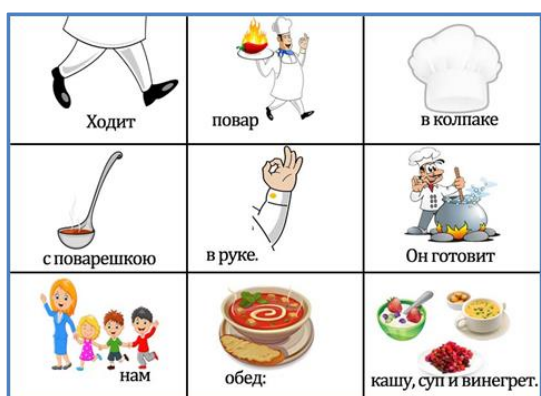 Ходит
повар
в колпаке
с поварешкою
в руке.
Он готовит
нам
обед:
кашу, суп и винегрет.